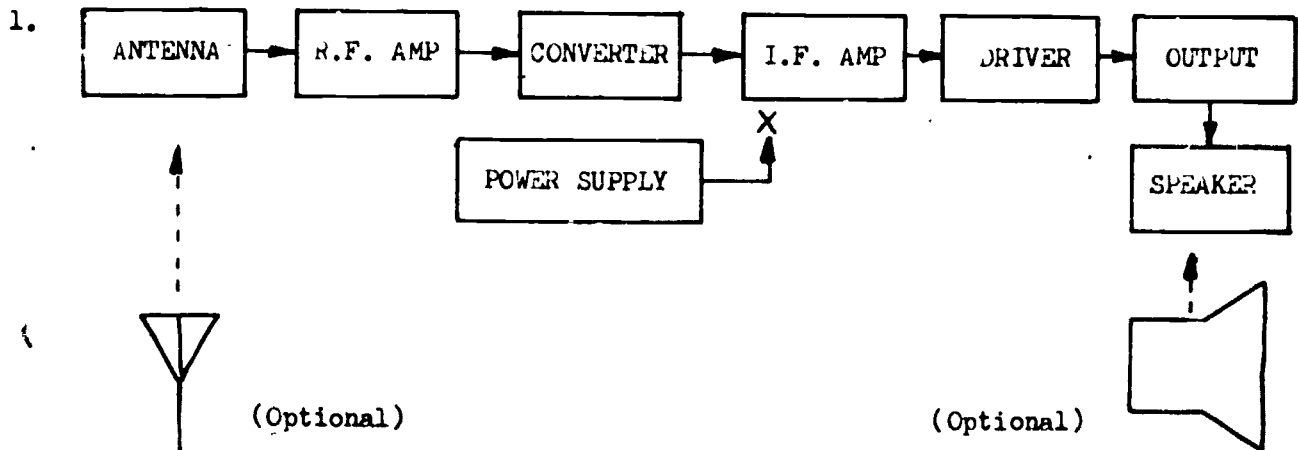 1.
ANTENNA R.F. AMP CONVERTER I.F. AMP DRIVER OUTPUT
X
POWER SUPPLY SPEAKER
(Optional) (Optional)